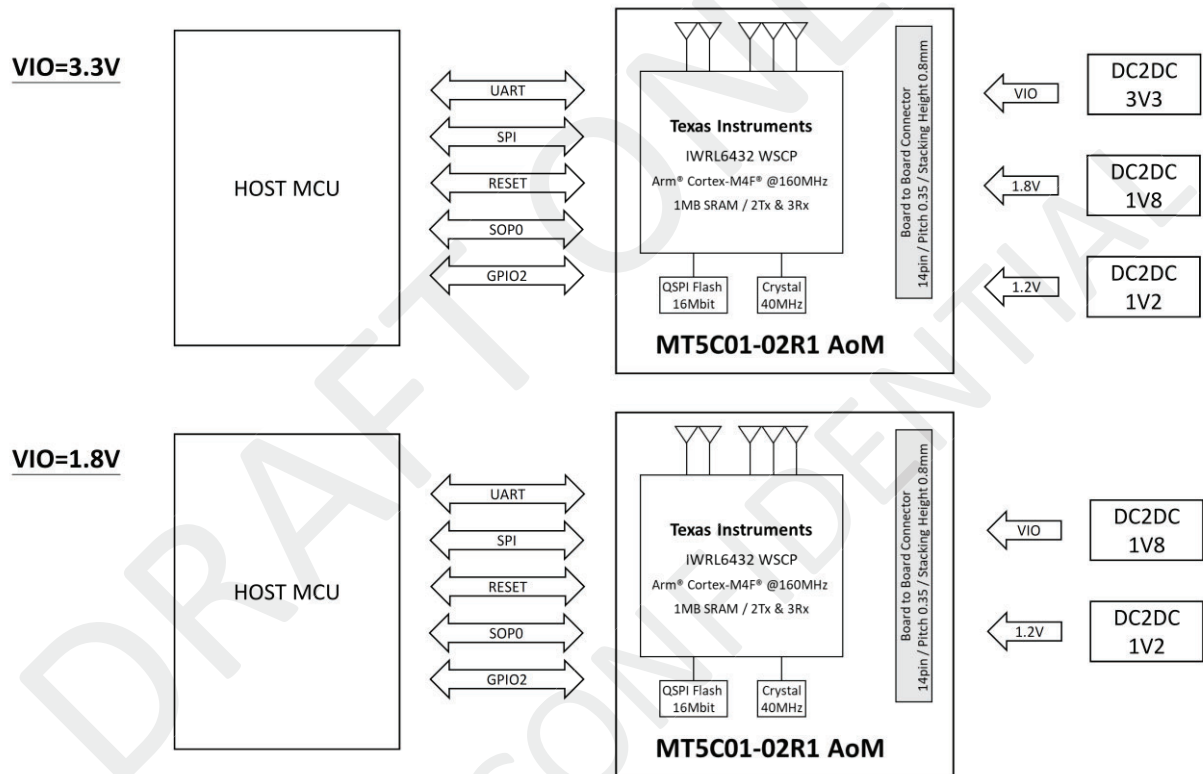 VIO=3.3V
HOST MCU
UART
SPI
RESET
SOP0
GPIO2
Texas Instruments
IWRL6432 WSCP
Arm® Cortex-M4F® @160MHz
1MB SRAM / 2Tx & 3Rx
QSPI Flash
16Mbit
Crystal
40MHz
Board to Board Connector
14pin / Pitch 0.35 / Stacking Height 0.8mm
MT5C01-02R1 AoM
VIO
DC2DC
3V3
1.8V
DC2DC
1V8
1.2V
DC2DC
1V2
VIO=1.8V
HOST MCU
UART
SPI
RESET
SOP0
GPIO2
Texas Instruments
IWRL6432 WSCP
Arm® Cortex-M4F® @160MHz
1MB SRAM / 2Tx & 3Rx
QSPI Flash
16Mbit
Crystal
40MHz
Board to Board Connector
14pin / Pitch 0.35 / Stacking Height 0.8mm
MT5C01-02R1 AoM
VIO
DC2DC
1V8
1.2V
DC2DC
1V2
DRAFT ON
ONFIDENTIAL